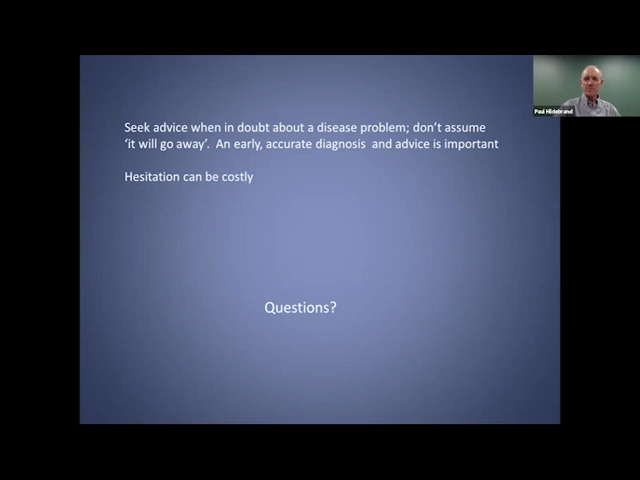 Paul Hildebrand
Seek advice when in doubt about a disease problem; don’t assume
‘it will go away’.  An early, accurate diagnosis  and advice is important
Hesitation can be costly
Questions?